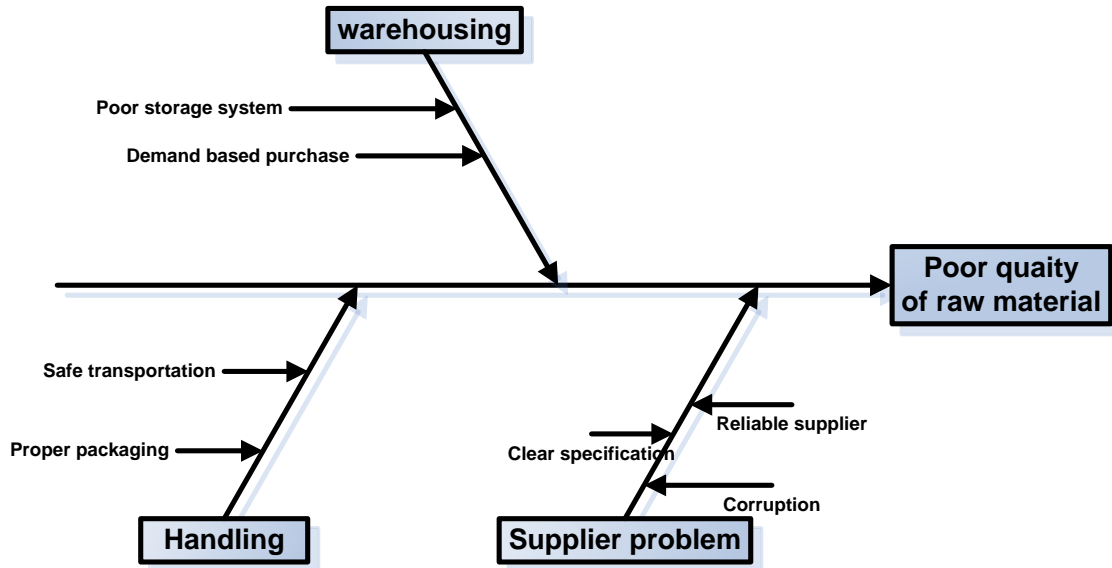 warehousing
Poor storage system
Demand based purchase
Poor quaity
of raw material
Safe transportation
Reliable supplier
Proper packaging
Clear specification
Corruption
Handling
Supplier problem